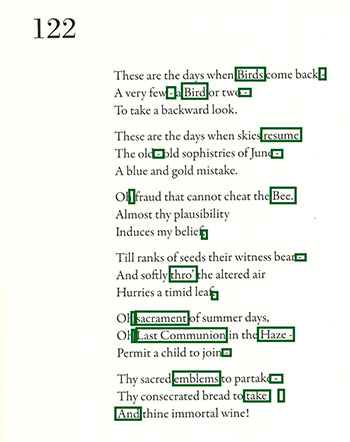 122
These are the days when Birds come back -
A very few - a Bird or two -
To take a backward look.
These are the days when skies resume
The old - old sophistries of June -
A blue and gold mistake.
Oh fraud that cannot cheat the Bee.
Almost thy plausibility
Induces my belief,
Till ranks of seeds their witness bear -
And softly thro' the altered air
Hurries a timid leaf.
Oh sacrament of summer days,
Oh Last Communion in the Haze -
Permit a child to join -
Thy sacred emblems to partake -
Thy consecrated bread to take
And thine immortal wine!